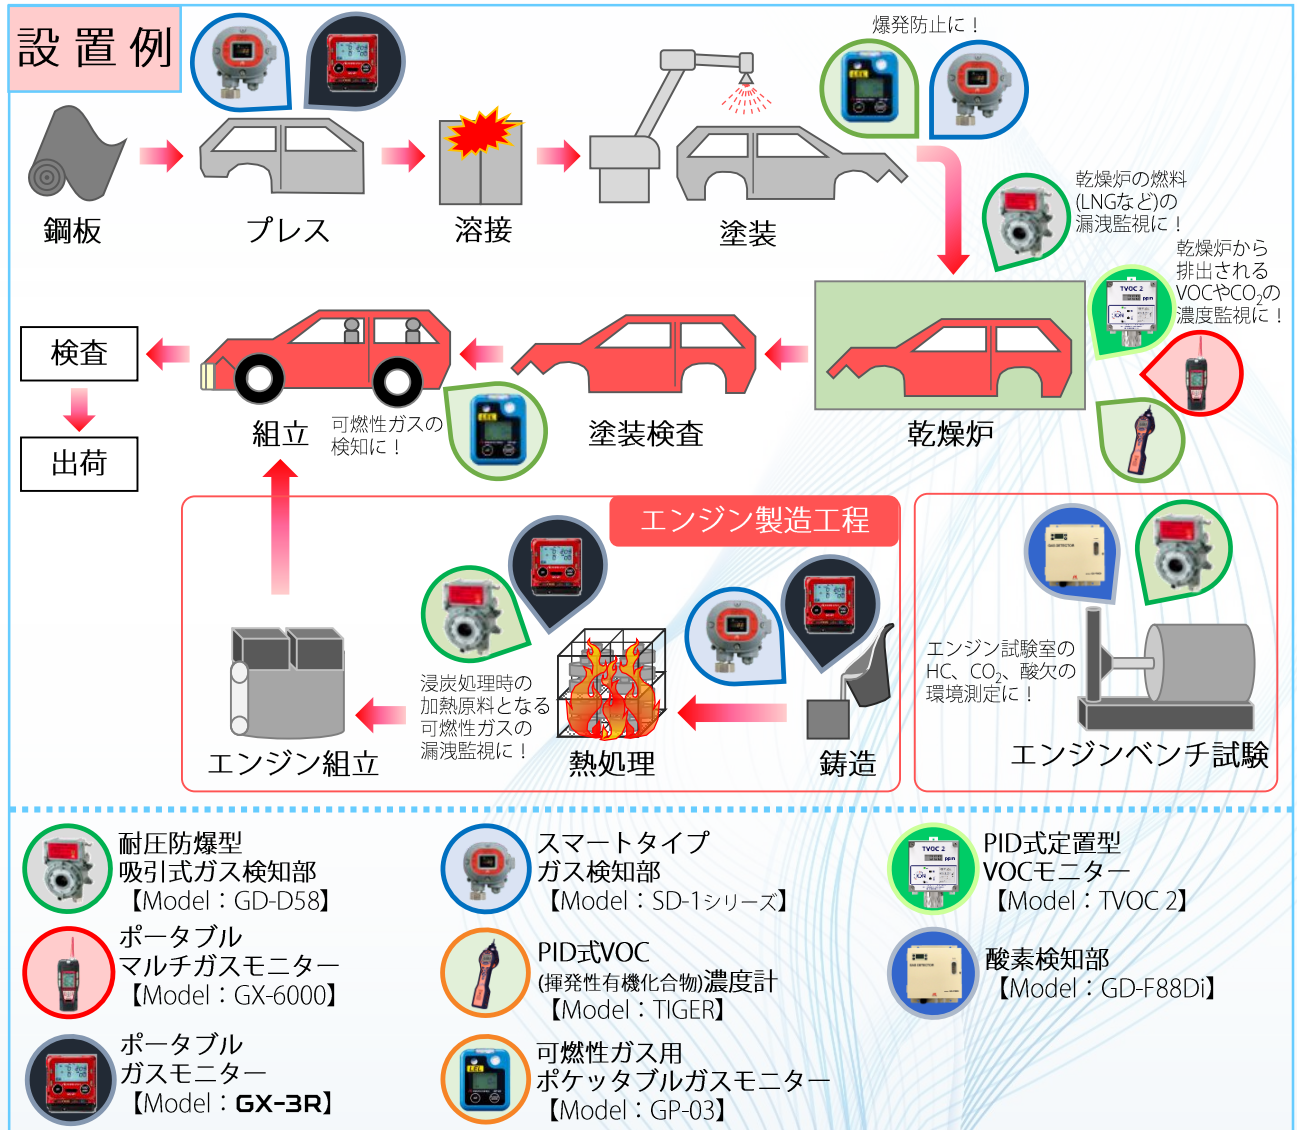 設置例
爆発防止に！
鋼板
プレス
溶接
塗装
乾燥炉の燃料
(LNGなど)の
漏洩監視に！
乾燥炉から
排出される
VOCやCO₂の
濃度監視に！
TVOC 2
ppm
検査
出荷
組立
可燃性ガスの
検知に！
LEL
塗装検査
乾燥炉
エンジン製造工程
浸炭処理時の
加熱原料となる
可燃性ガスの
漏洩監視に！
エンジン組立
熱処理
鋳造
エンジン試験室の
HC、CO₂、酸欠の
環境測定に！
エンジンベンチ試験
耐圧防爆型
吸引式ガス検知部
【Model：GD-D58】
ポータブル
マルチガスモニター
【Model：GX-6000】
ポータブル
ガスモニター
【Model：GX-3R】
スマートタイプ
ガス検知部
【Model：SD-1シリーズ】
PID式VOC
(揮発性有機化合物)濃度計
【Model：TIGER】
LEL
可燃性ガス用
ポケッタブルガスモニター
【Model：GP-03】
TVOC 2
ppm
PID式定置型
VOCモニター
【Model：TVOC 2】
酸素検知部
【Model：GD-F88Di】